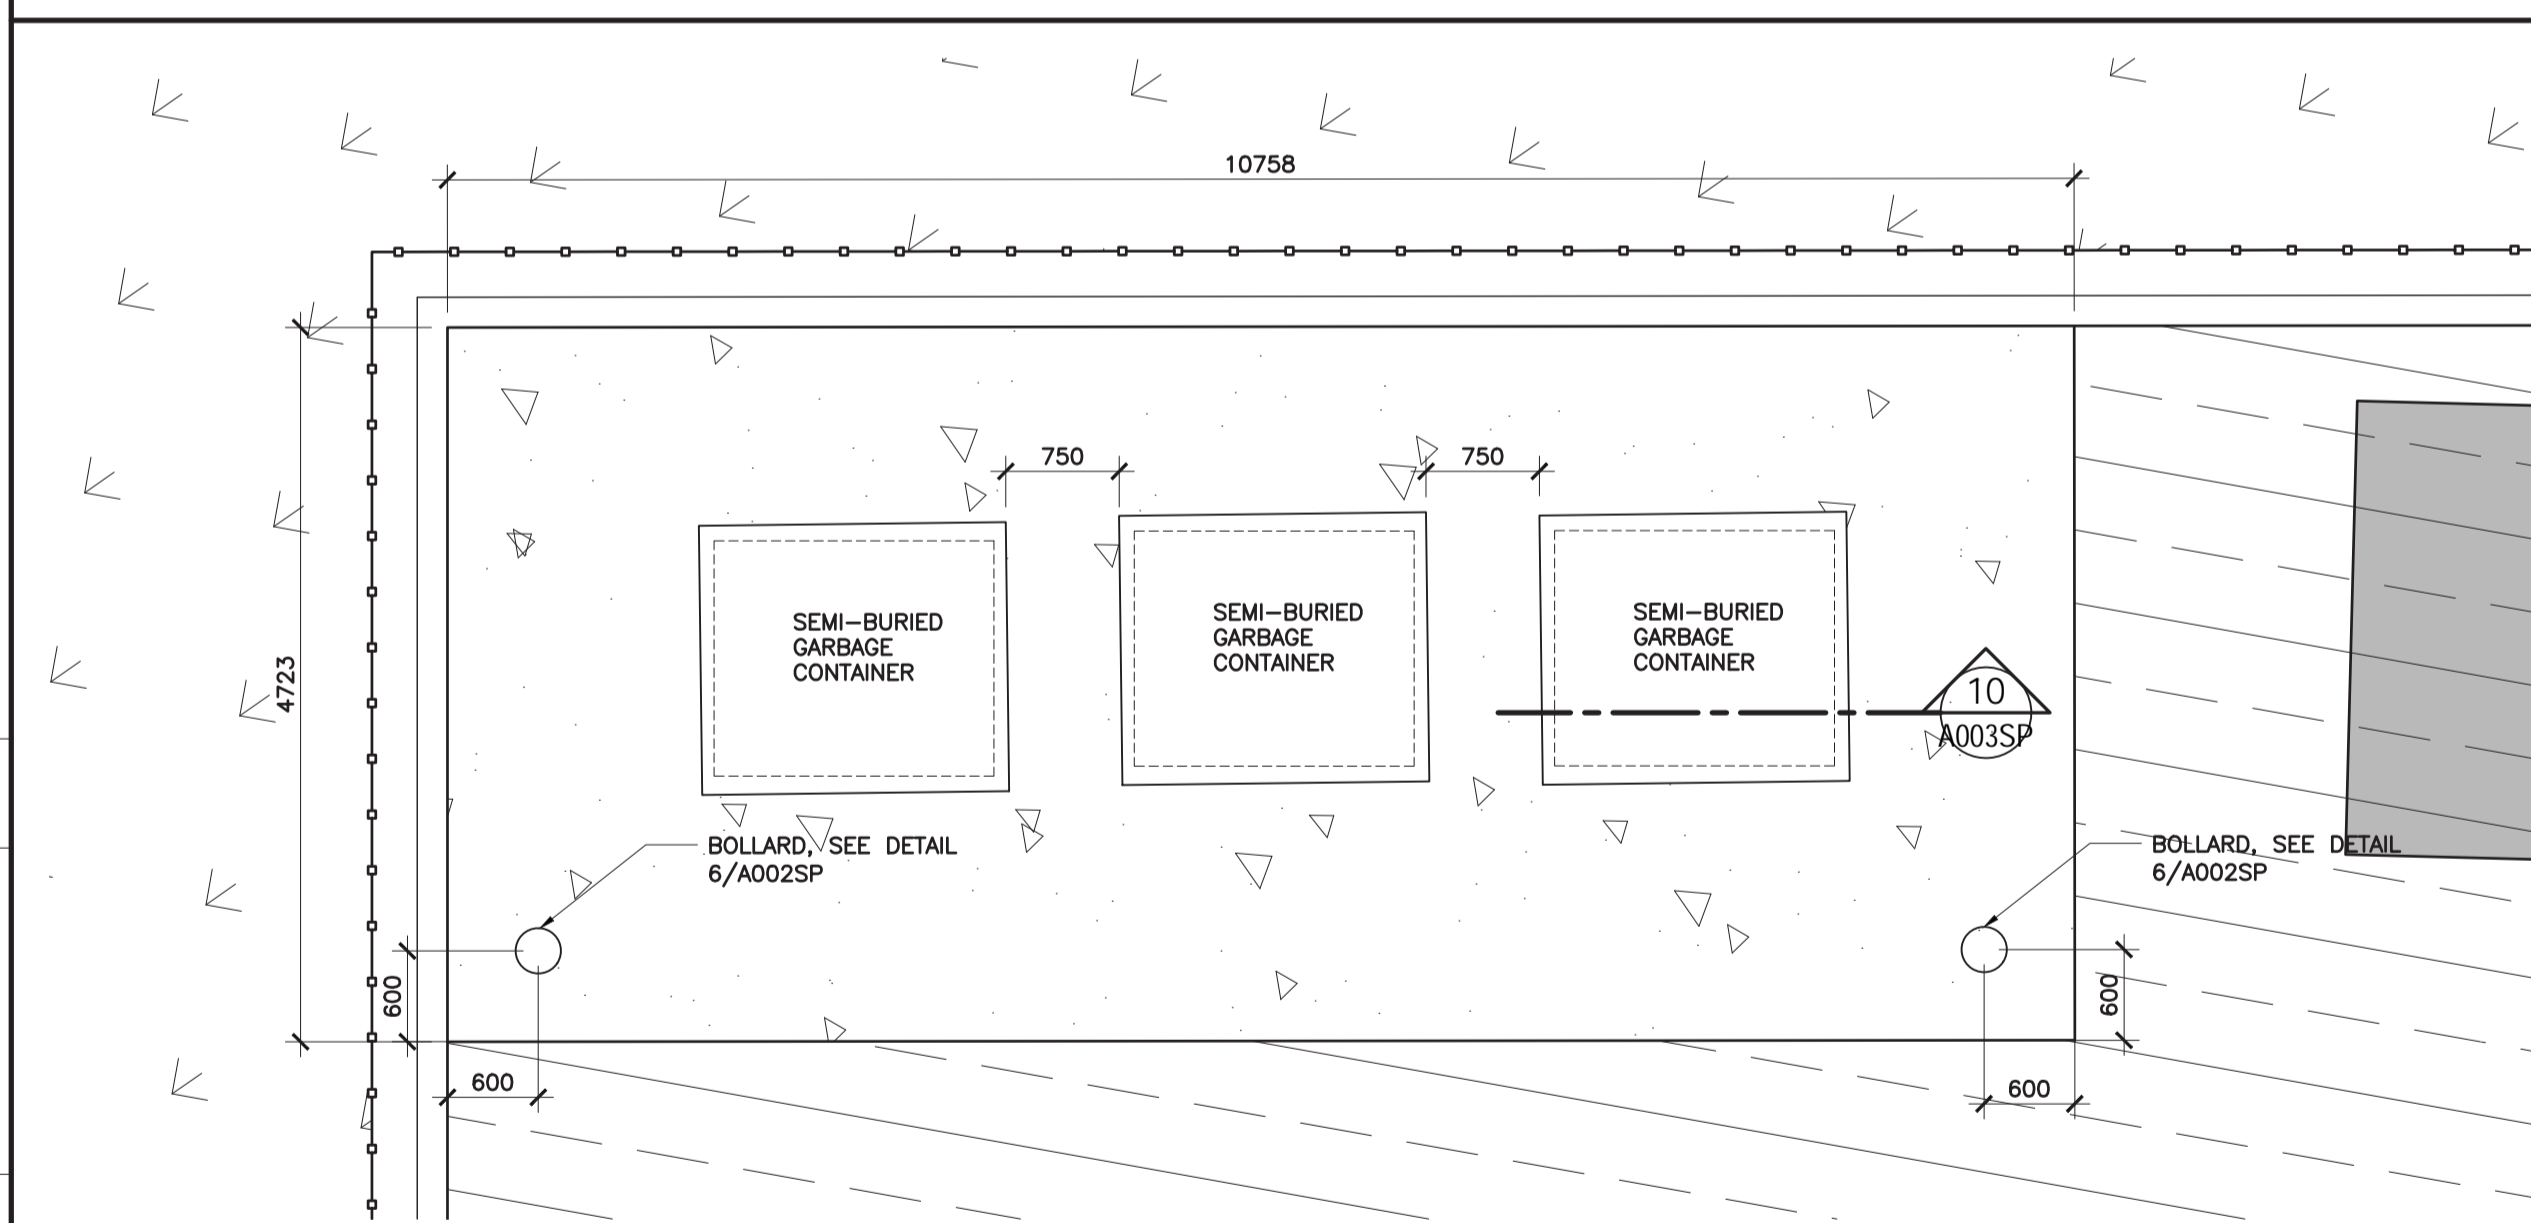 10758
750
750
SEMI-BURIED
GARBAGE
CONTAINER
SEMI-BURIED
GARBAGE
CONTAINER
SEMI-BURIED
GARBAGE
CONTAINER
4723
10
A003SP
BOLLARD, SEE DETAIL
6/A002SP
BOLLARD, SEE DETAIL
6/A002SP
600
600
600
600